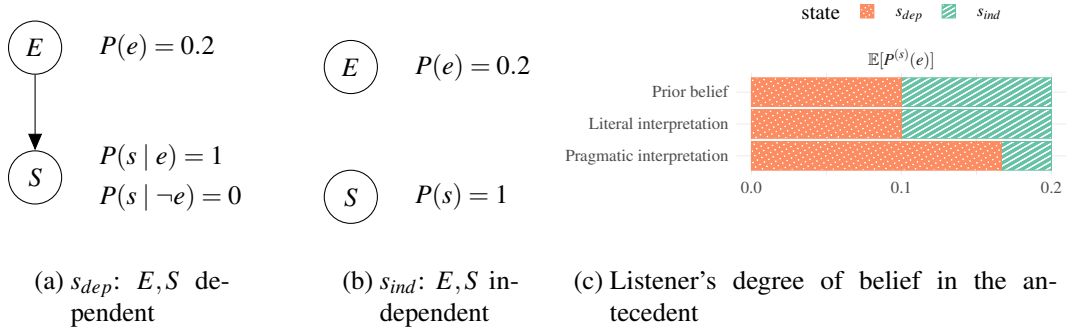 E
P(e) = 0.2
S
P(s | e) = 1
P(s | ¬e) = 0
(a) s_dep: E,S de-
pendent
E
P(e) = 0.2
S
P(s) = 1
(b) s_ind: E,S in-
dependent
state s_dep s_ind
𝔼[P^(s)(e)]
Prior belief
Literal interpretation
Pragmatic interpretation
0.0 0.1 0.2
(c) Listener's degree of belief in the an-
tecedent